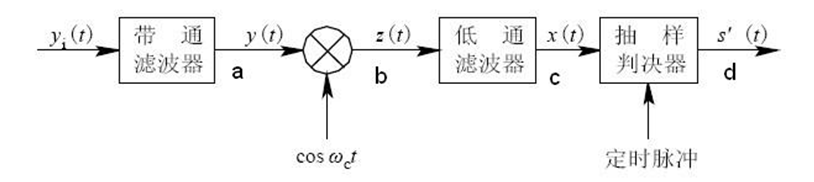 yi(t) 带通 y(t) z(t) 低通 x(t) 抽样 s′(t)
滤波器 a b 滤波器 c 判决器 d
cos ωct 定时脉冲